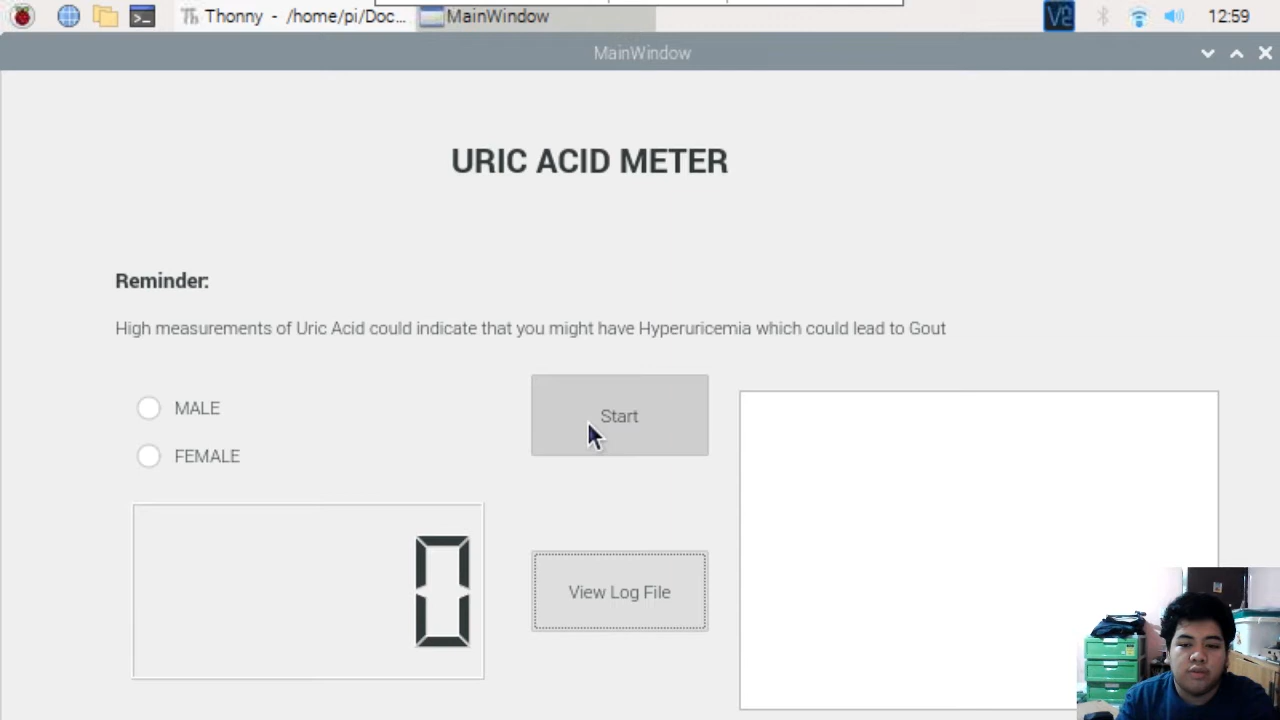 Thonny - /home/pi/Doc...
MainWindow
12:59
MainWindow
URIC ACID METER
Reminder:
High measurements of Uric Acid could indicate that you might have Hyperuricemia which could lead to Gout
MALE
FEMALE
Start
0
View Log File